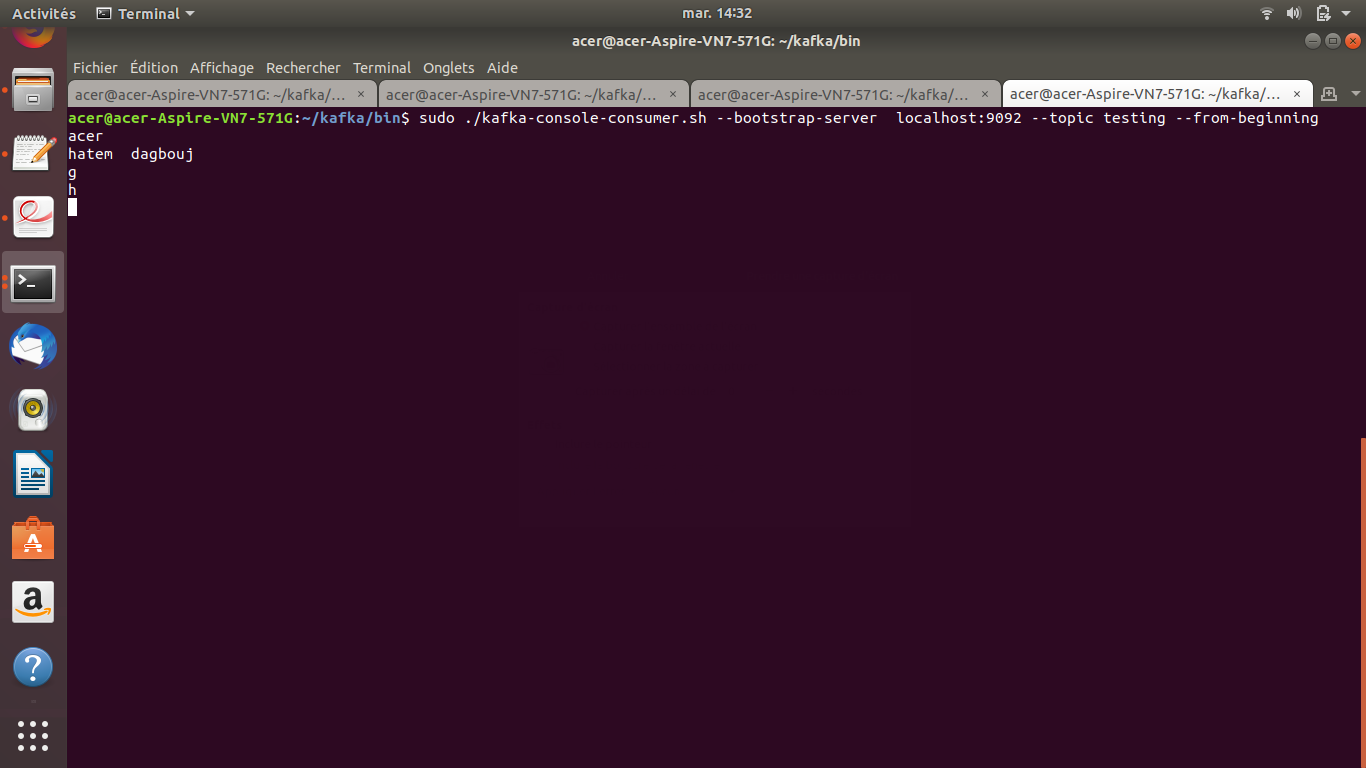 Activités Terminal mar. 14:32
acer@acer-Aspire-VN7-571G: ~/kafka/bin
Fichier Édition Affichage Rechercher Terminal Onglets Aide
acer@acer-Aspire-VN7-571G: ~/kafka/... × acer@acer-Aspire-VN7-571G: ~/kafka/... × acer@acer-Aspire-VN7-571G: ~/kafka/... × acer@acer-Aspire-VN7-571G: ~/kafka/... ×
acer@acer-Aspire-VN7-571G:~/kafka/bin$ sudo ./kafka-console-consumer.sh --bootstrap-server  localhost:9092 --topic testing --from-beginning
acer
hatem  dagbouj
g
h